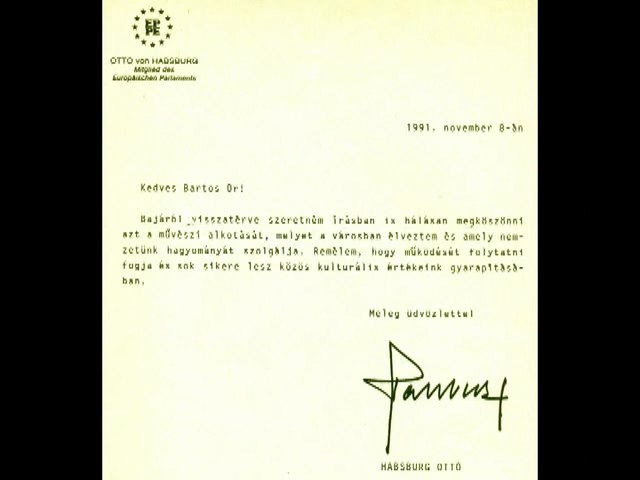 OTTO von HABSBURG
Mitglied des
Europäischen Parlaments
1991. november 8-án
Kedves Bartos Úr!
Bajáról visszatérve szeretném írásban is hálásan megköszönni
azt a művészi alkotását, melyet a városban élveztem és amely nem-
zetünk hagyományát szolgálja. Remélem, hogy működését folytatni
fogja és sok sikere lesz közös kulturális értékeink gyarapításá-
ban.
Meleg üdvözlettel
HABSBURG OTTÓ